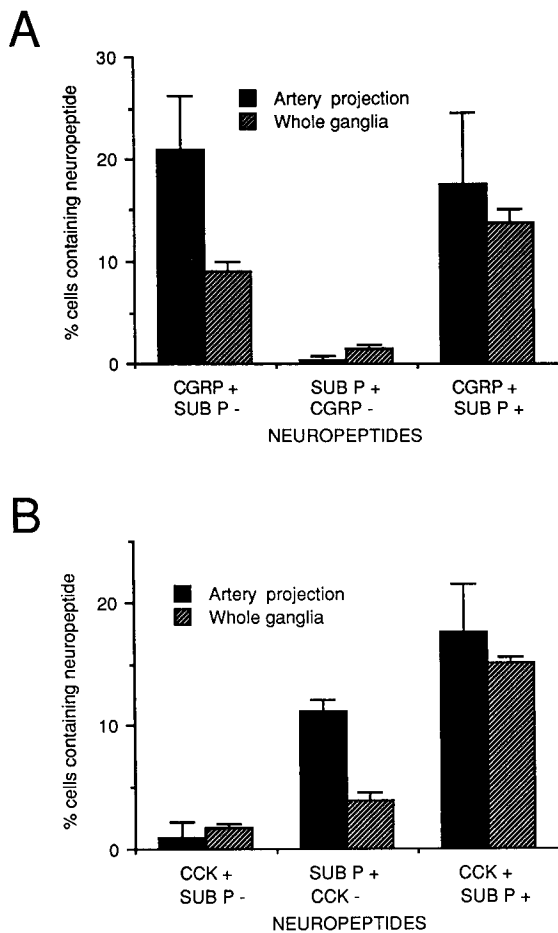 A
30
20
10
0
% cells containing neuropeptide
Artery projection
Whole ganglia
CGRP + SUB P + CGRP +
SUB P - CGRP - SUB P +
NEUROPEPTIDES
B
20
10
0
% cells containing neuropeptide
Artery projection
Whole ganglia
CCK + SUB P + CCK +
SUB P - CCK - SUB P +
NEUROPEPTIDES